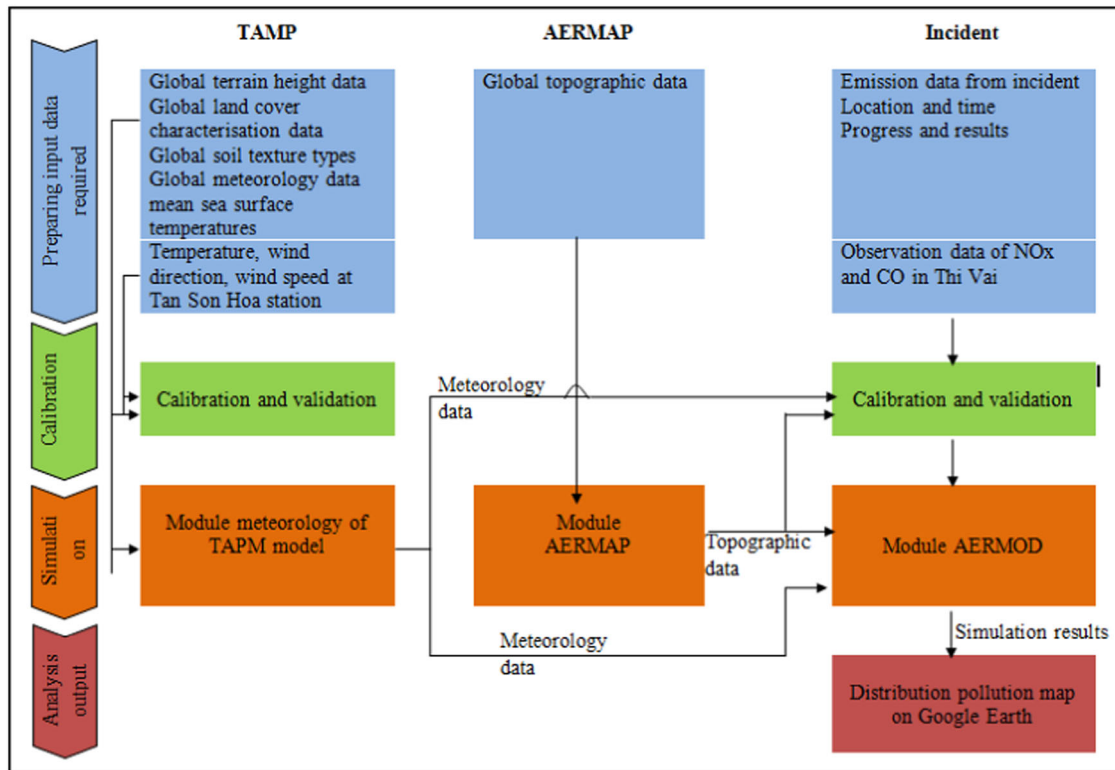 TAMP
AERMAP
Incident
Preparing input data
required
Global terrain height data
Global land cover
characterisation data
Global soil texture types
Global meteorology data
mean sea surface
temperatures
Temperature, wind
direction, wind speed at
Tan Son Hoa station
Global topographic data
Emission data from incident
Location and time
Progress and results
Observation data of NOx
and CO in Thi Vai
Calibration
Calibration and validation
Meteorology
data
Calibration and validation
Simulati
on
Module meteorology of
TAPM model
Module
AERMAP
Topographic
data
Module AERMOD
Meteorology
data
Simulation results
Analysis
output
Distribution pollution map
on Google Earth